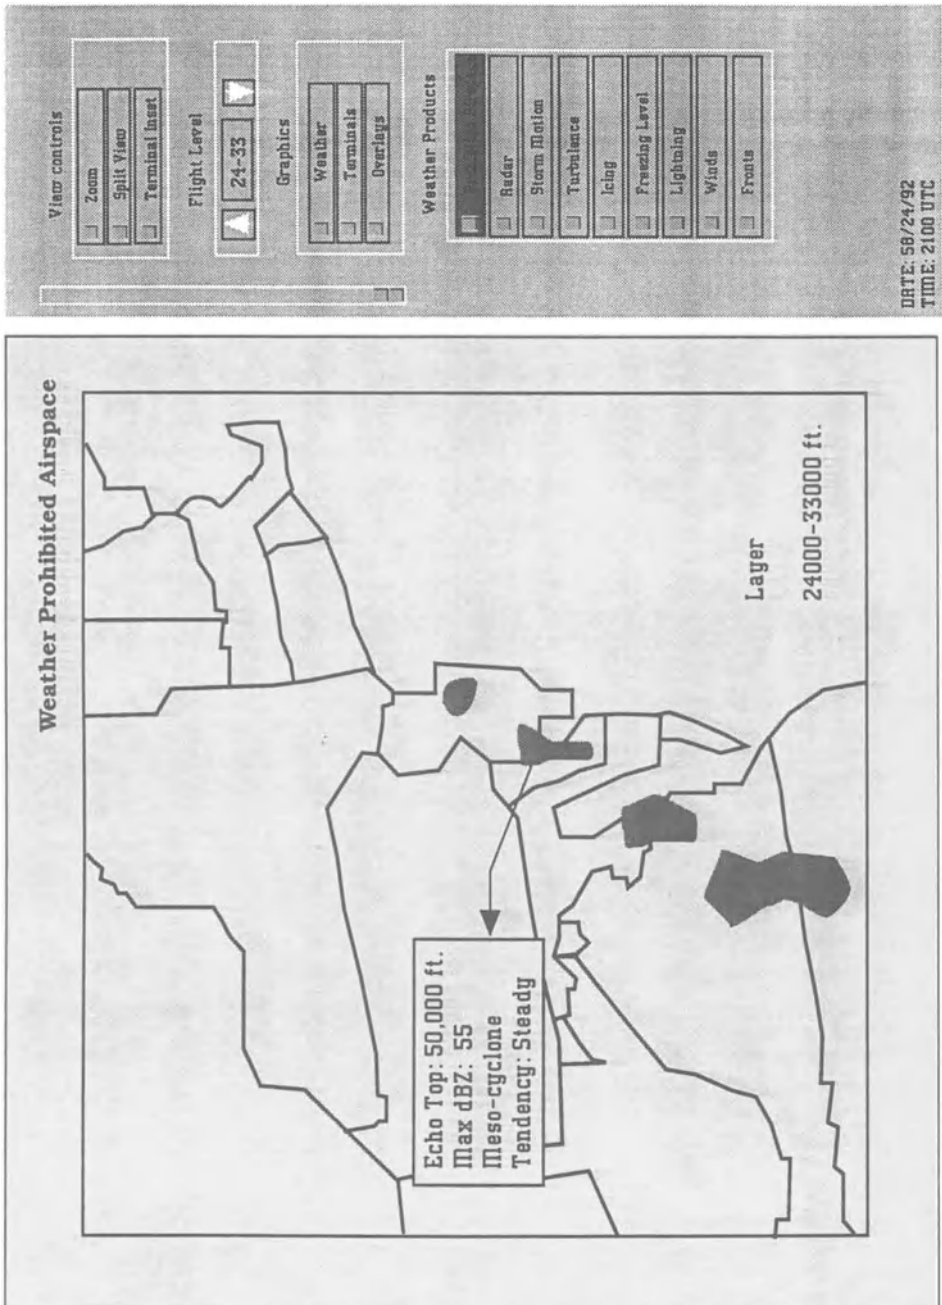 Weather Prohibited Airspace
Echo Top: 50,000 ft.
Max dBZ: 55
Meso-cyclone
Tendency: Steady
Layer
24000-33000 ft.
View controls
Zoom
Split View
Terminal Inset
Flight Level
24-33
Graphics
Weather
Terminals
Overlays
Weather Products
Radar
Storm Motion
Turbulence
Icing
Freezing Level
Lightning
Winds
Fronts
DATE: 58/24/92
TIME: 2100 UTC